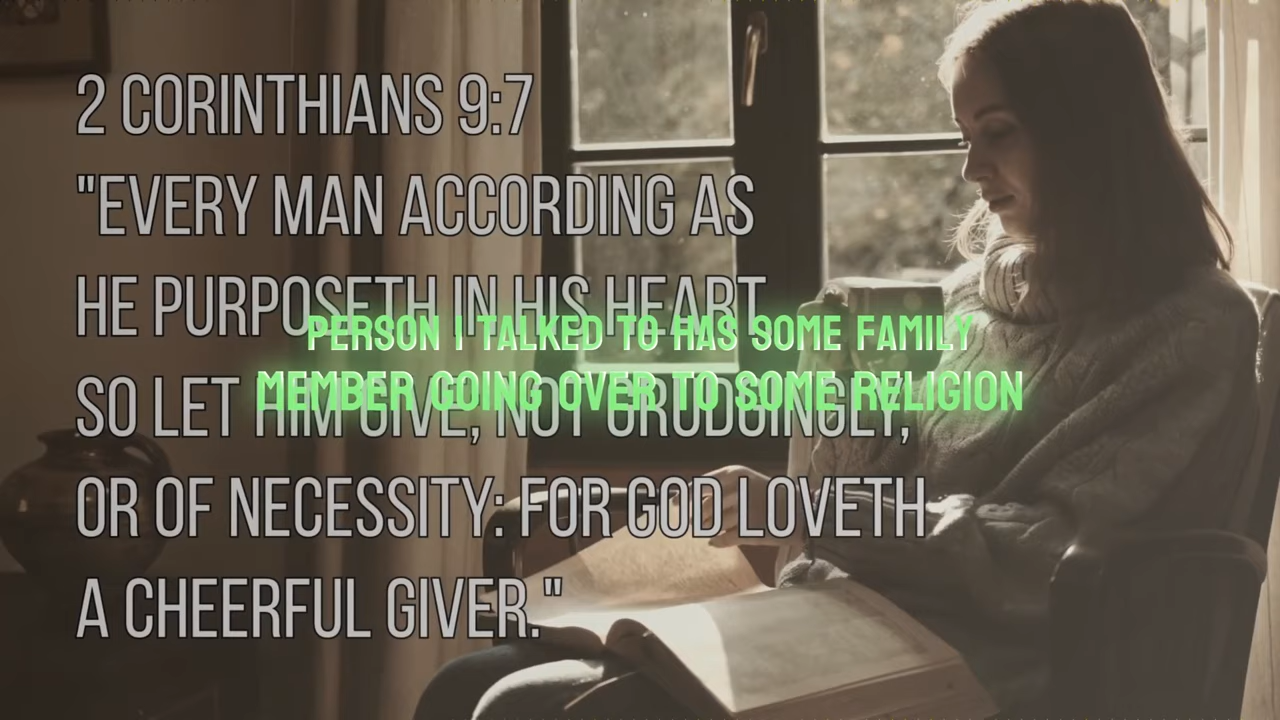 2 CORINTHIANS 9:7
"EVERY MAN ACCORDING AS
HE PURPOSETH IN HIS HEART
SO LET HIM GIVE, NOT GRUDGINGLY,
OR OF NECESSITY: FOR GOD LOVETH
A CHEERFUL GIVER."
PERSON I TALKED TO HAS SOME FAMILY
MEMBER GOING OVER TO SOME RELIGION